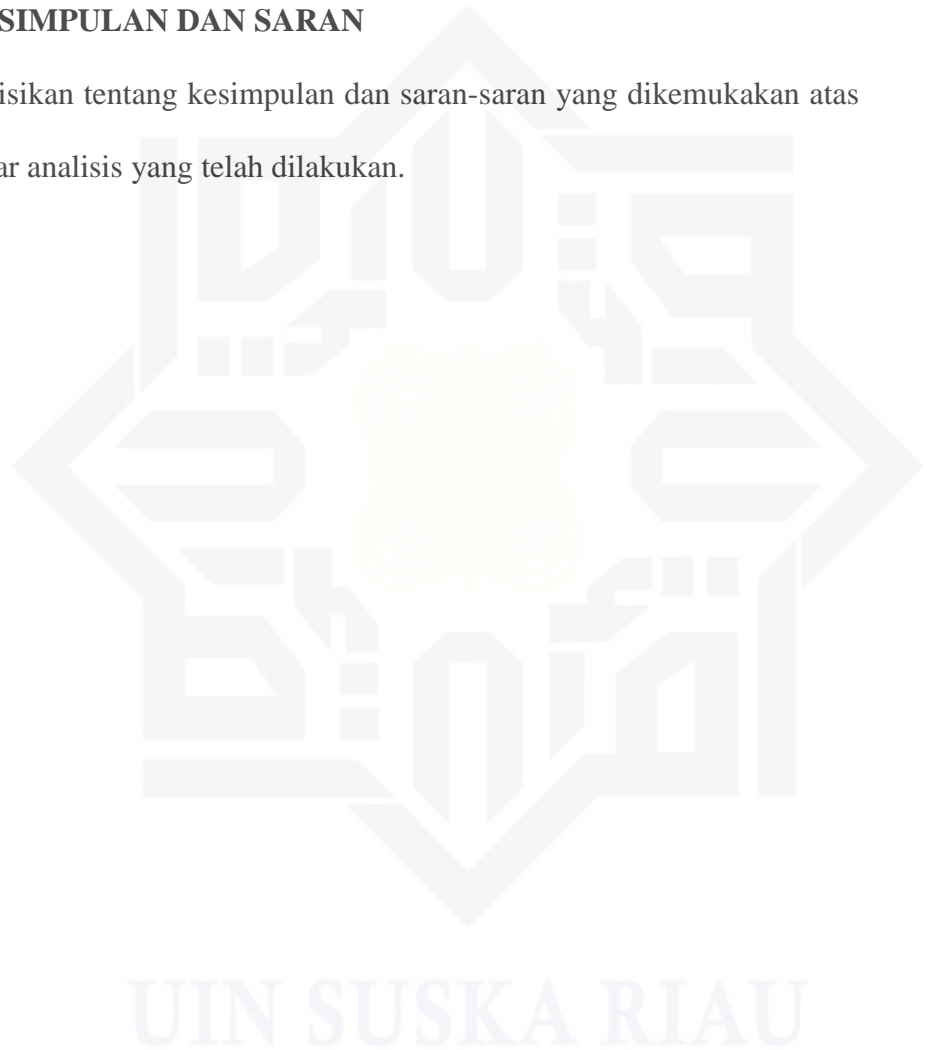 SIMPULAN DAN SARAN
isikan tentang kesimpulan dan saran-saran yang dikemukakan atas
ar analisis yang telah dilakukan.
UIN SUSKA RIAU